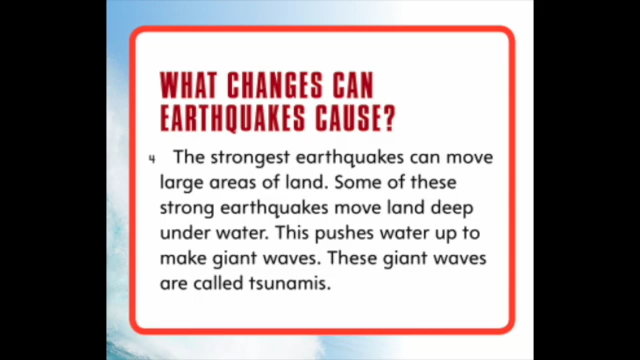 WHAT CHANGES CAN
EARTHQUAKES CAUSE?
4 The strongest earthquakes can move
large areas of land. Some of these
strong earthquakes move land deep
under water. This pushes water up to
make giant waves. These giant waves
are called tsunamis.